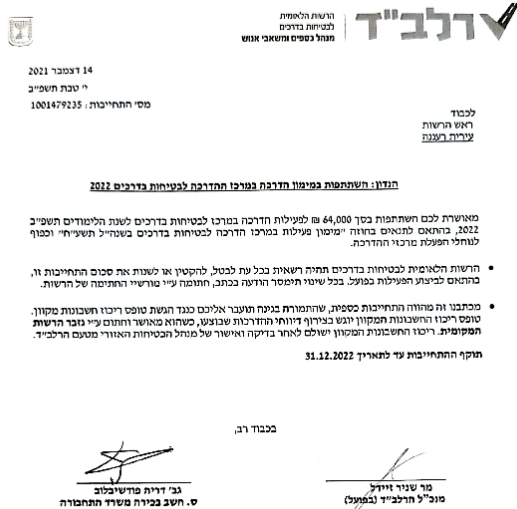 רלב"ד
הרשות הלאומית
לבטיחות בדרכים
מנהל כספים ומשאבי אנוש
14 דצמבר 2021
י' טבת תשפ"ב
מס' התחייבות: 1001479235
לכבוד
ראש הרשות
עירית רעננה
הנדון: השתתפות במימון הדרכה במרכז ההדרכה לבטיחות בדרכים 2022
מאושרת לכם השתתפות בסך 64,000 ₪ לפעילות הדרכה במרכז לבטיחות בדרכים לשנת הלימודים תשפ"ב
2022, בהתאם לתנאים בחוזה "מימון פעילות במרכז הדרכה לבטיחות בדרכים בשנה"ל תשע"ח" וכפוף
לנוהלי הפעלת מרכזי ההדרכה.
• הרשות הלאומית לבטיחות בדרכים תהיה רשאית בכל עת לבטל, להקטין או לשנות את סכום התחייבות זו,
בהתאם לביצוע הפעילות בפועל. בכל שינוי תימסר הודעה בכתב, חתומה ע"י מורשיי החתימה של הרשות.
• מכתבנו זה מהווה התחייבות כספית, שהתמורה בגינה תועבר אליכם כנגד הגשת טופס ריכוז חשבונות מקוון.
טופס ריכוז החשבונות המקוון יוגש בצירוף דיווחי ההדרכות שבוצעו, כשהוא מאושר וחתום ע"י גזבר הרשות
המקומית. ריכוז החשבונות המקוון ישולם לאחר בדיקה ואישור של מנהל הבטיחות האזורי מטעם הרלב"ד.
תוקף ההתחייבות עד לתאריך 31.12.2022
בכבוד רב,
מר שניר זיידל
מנכ"ל הרלב"ד (בפועל)
גב' דריה פודשיבלוב
ס. חשב בכירה משרד התחבורה